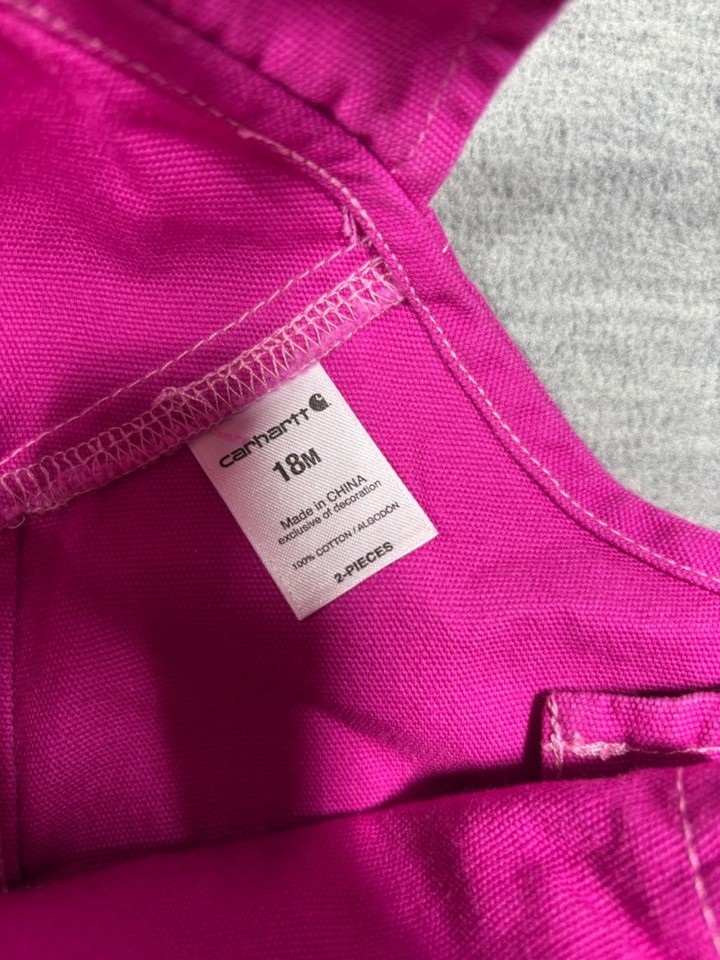 carhartt
18M
Made in CHINA
exclusive of decoration
100% COTTON / ALGODÓN
2-PIECES